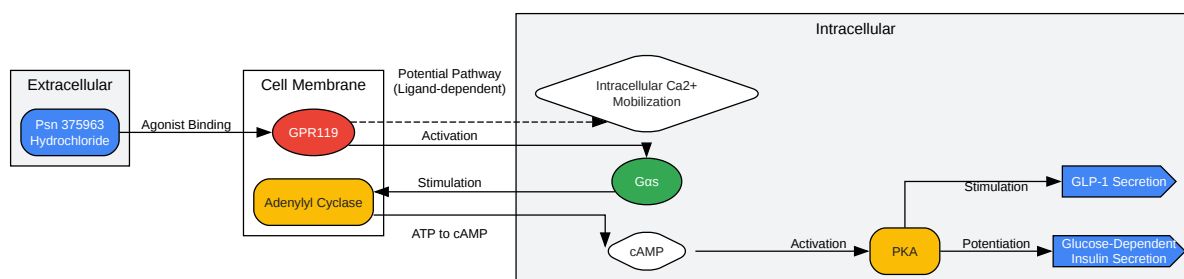 Intracellular
Extracellular
Psn 375963
Hydrochloride
Agonist Binding
Cell Membrane
GPR119
Adenylyl Cyclase
Potential Pathway
(Ligand-dependent)
Activation
Stimulation
ATP to cAMP
Intracellular Ca2+
Mobilization
Gαs
cAMP
Activation
PKA
Stimulation
GLP-1 Secretion
Potentiation
Glucose-Dependent
Insulin Secretion